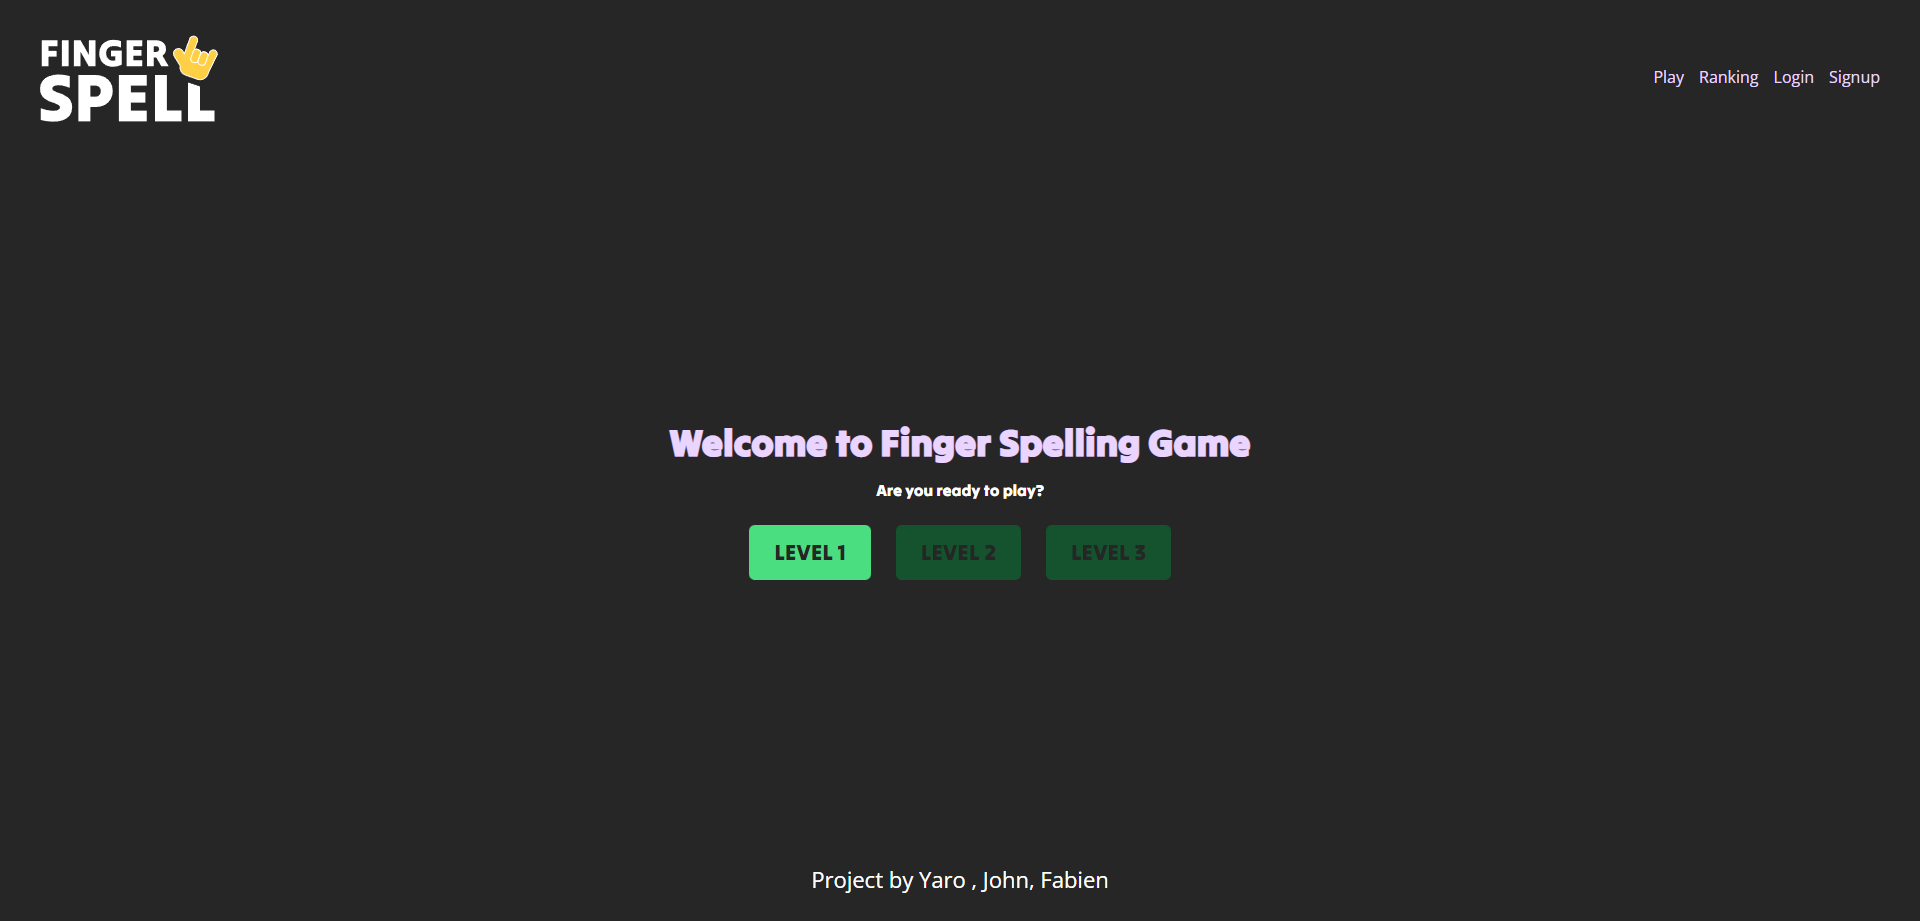 FINGER
SPELL
Play Ranking Login Signup
Welcome to Finger Spelling Game
Are you ready to play?
LEVEL 1 LEVEL 2 LEVEL 3
Project by Yaro , John, Fabien